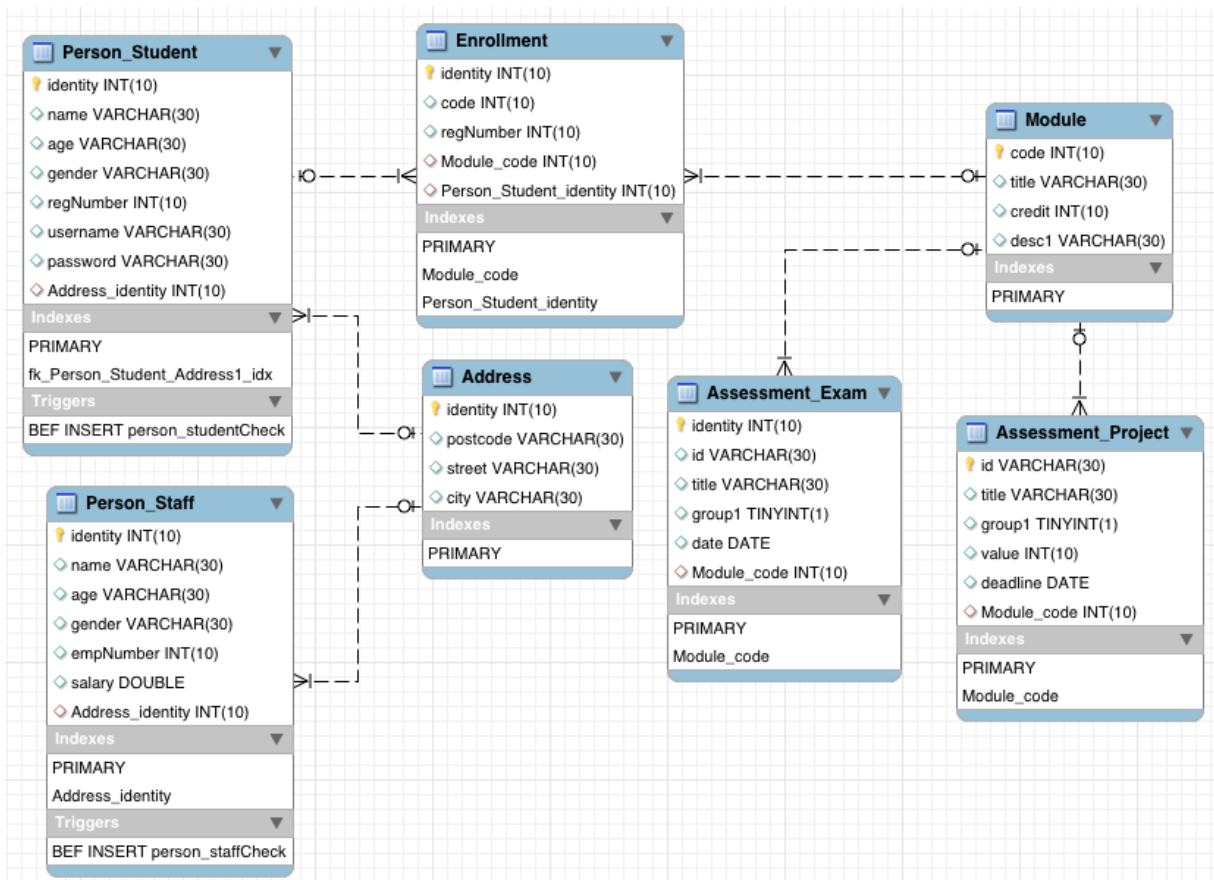 Person_Student
identity INT(10)
name VARCHAR(30)
age VARCHAR(30)
gender VARCHAR(30)
regNumber INT(10)
username VARCHAR(30)
password VARCHAR(30)
Address_identity INT(10)
Indexes
PRIMARY
fk_Person_Student_Address1_idx
Triggers
BEF INSERT person_studentCheck
Enrollment
identity INT(10)
code INT(10)
regNumber INT(10)
Module_code INT(10)
Person_Student_identity INT(10)
Indexes
PRIMARY
Module_code
Person_Student_identity
Module
code INT(10)
title VARCHAR(30)
credit INT(10)
desc1 VARCHAR(30)
Indexes
PRIMARY
Address
identity INT(10)
postcode VARCHAR(30)
street VARCHAR(30)
city VARCHAR(30)
Indexes
PRIMARY
Assessment_Exam
identity INT(10)
id VARCHAR(30)
title VARCHAR(30)
group1 TINYINT(1)
date DATE
Module_code INT(10)
Indexes
PRIMARY
Module_code
Assessment_Project
id VARCHAR(30)
title VARCHAR(30)
group1 TINYINT(1)
value INT(10)
deadline DATE
Module_code INT(10)
Indexes
PRIMARY
Module_code
Person_Staff
identity INT(10)
name VARCHAR(30)
age VARCHAR(30)
gender VARCHAR(30)
empNumber INT(10)
salary DOUBLE
Address_identity INT(10)
Indexes
PRIMARY
Address_identity
Triggers
BEF INSERT person_staffCheck